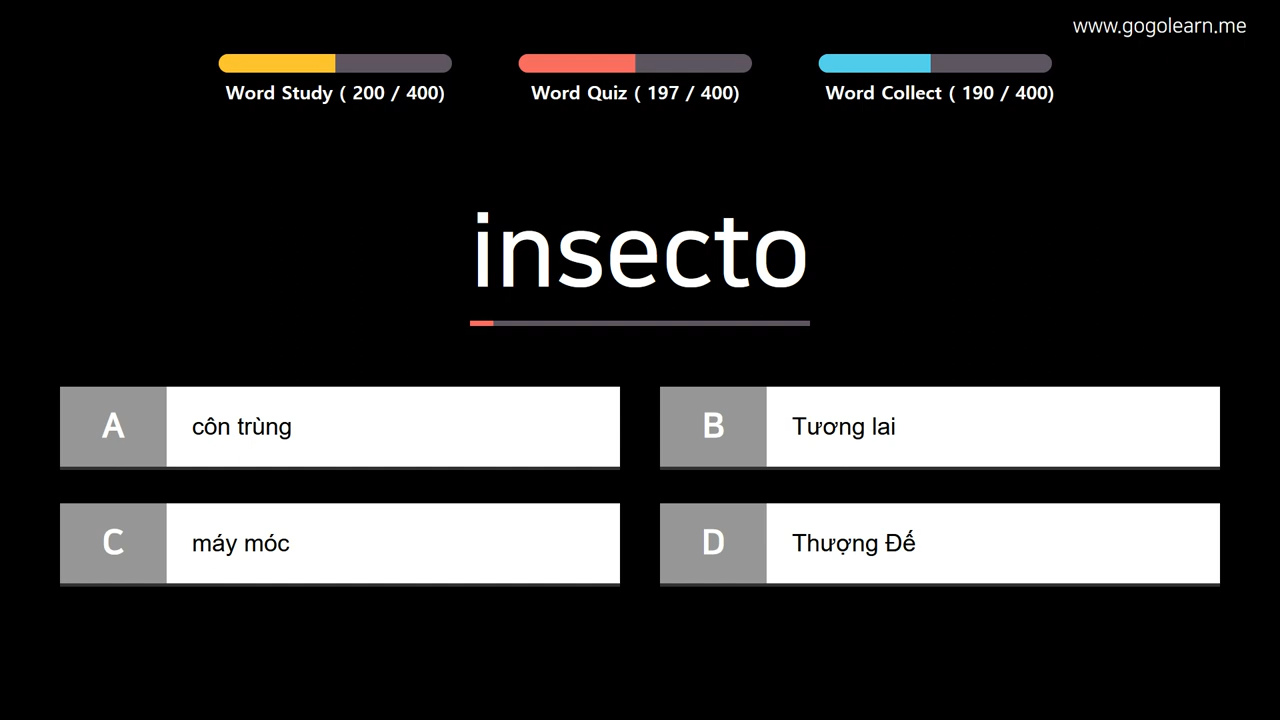 www.gogolearn.me
Word Study ( 200 / 400)
Word Quiz ( 197 / 400)
Word Collect ( 190 / 400)
insecto
A
côn trùng
B
Tương lai
C
máy móc
D
Thượng Đế